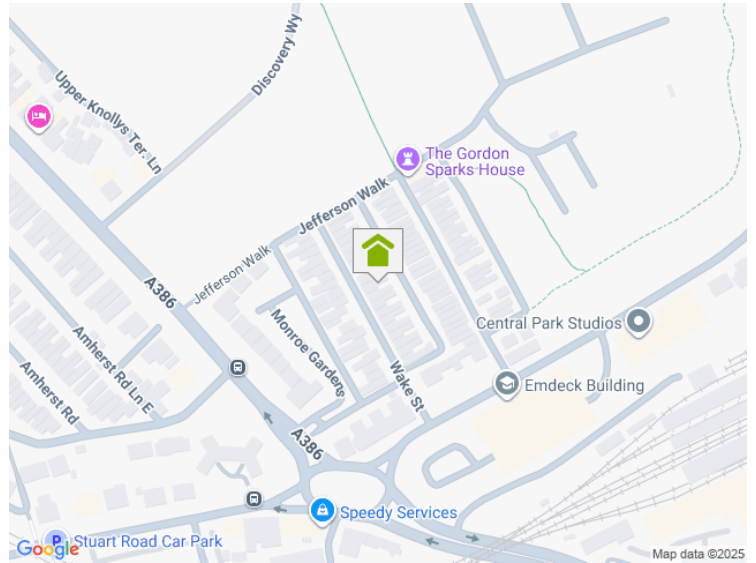 Upper Knollys Ter. Ln
Discovery Wy
The Gordon
Sparks House
Jefferson Walk
Jefferson Walk
A386
Monroe Gardens
Central Park Studios
Amherst Rd Ln E
Amherst Rd
Wake St
Emdeck Building
A386
Speedy Services
P
Stuart Road Car Park
Google
Map data ©2025